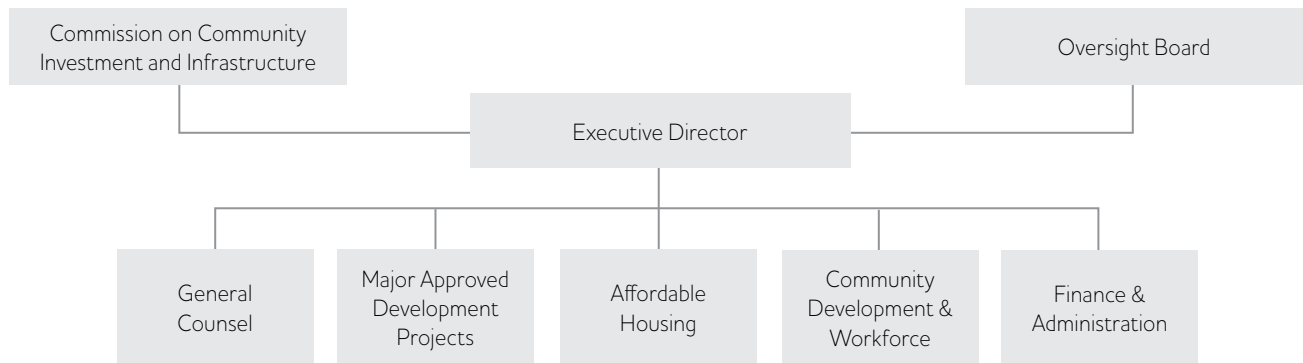 Commission on Community
Investment and Infrastructure
Oversight Board
Executive Director
General
Counsel
Major Approved
Development
Projects
Affordable
Housing
Community
Development &
Workforce
Finance &
Administration